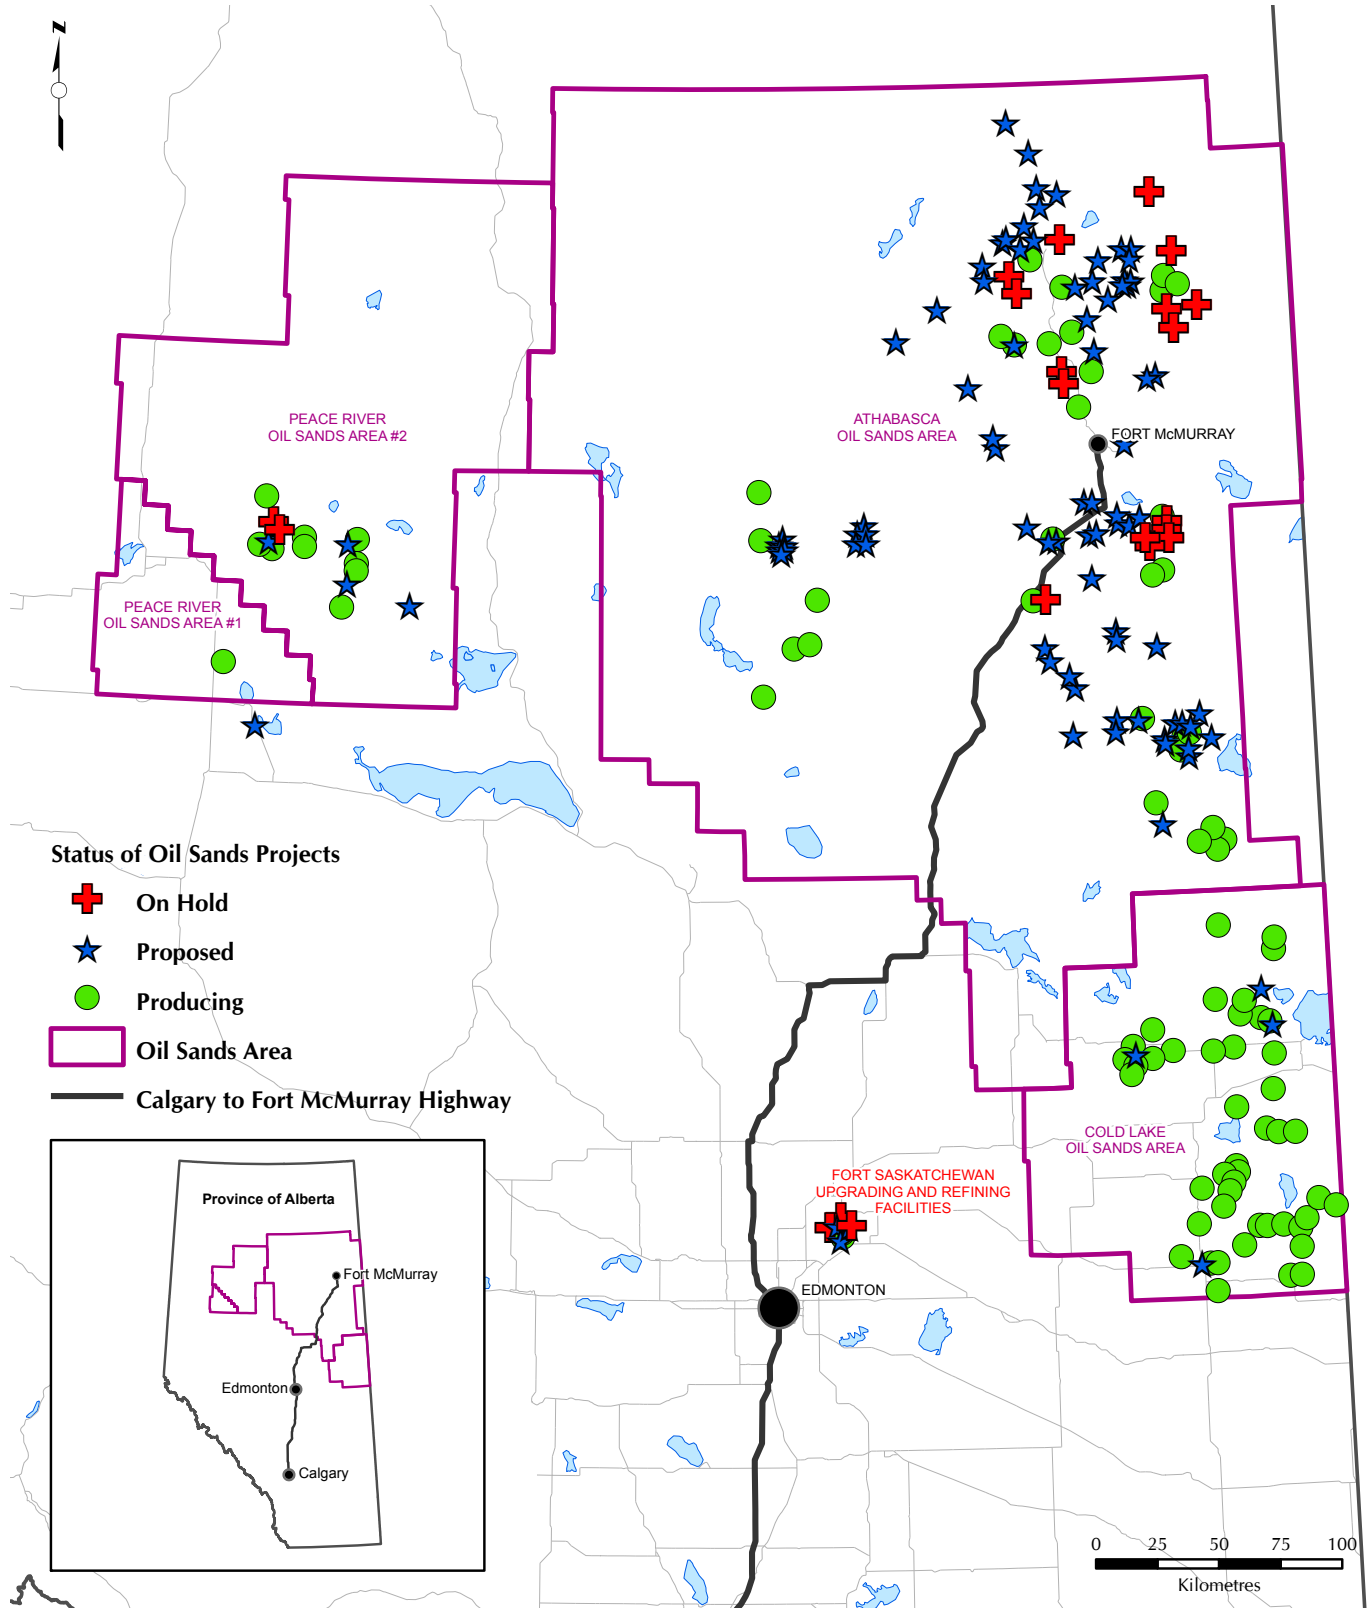 N
PEACE RIVER
OIL SANDS AREA #2
ATHABASCA
OIL SANDS AREA
FORT McMURRAY
PEACE RIVER
OIL SANDS AREA #1
Status of Oil Sands Projects
On Hold
Proposed
Producing
Oil Sands Area
Calgary to Fort McMurray Highway
COLD LAKE
OIL SANDS AREA
FORT SASKATCHEWAN
UPGRADING AND REFINING
FACILITIES
EDMONTON
Province of Alberta
Fort McMurray
Edmonton
Calgary
0 25 50 75 100
Kilometres